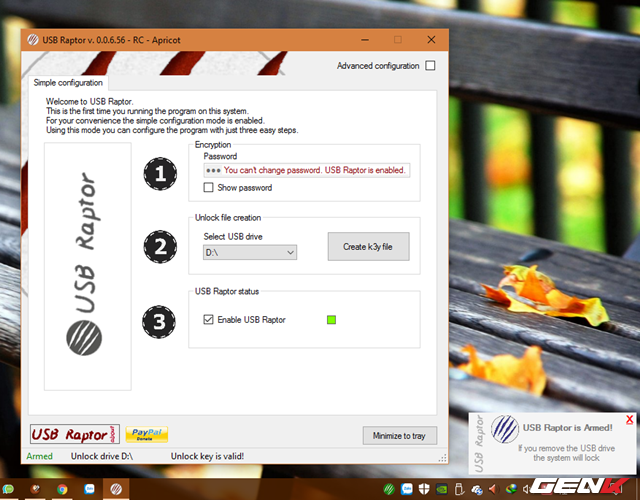 USB Raptor v. 0.0.6.56 - RC - Apricot
Advanced configuration
Simple configuration
Welcome to USB Raptor.
This is the first time you running the program on this system.
For your convenience the simple configuration mode is enabled.
Using this mode you can configure the program with just three easy steps.
USB Raptor
1
Encryption
Password
You can't change password. USB Raptor is enabled.
Show password
2
Unlock file creation
Select USB drive
D:\
Create k3y file
3
USB Raptor status
Enable USB Raptor
USB Raptor about
PayPal
Donate
Minimize to tray
Armed
Unlock drive D:\
Unlock key is valid!
USB Raptor
USB Raptor is Armed!
X
If you remove the USB drive
the system will lock
Zalo
Zalo
GENK